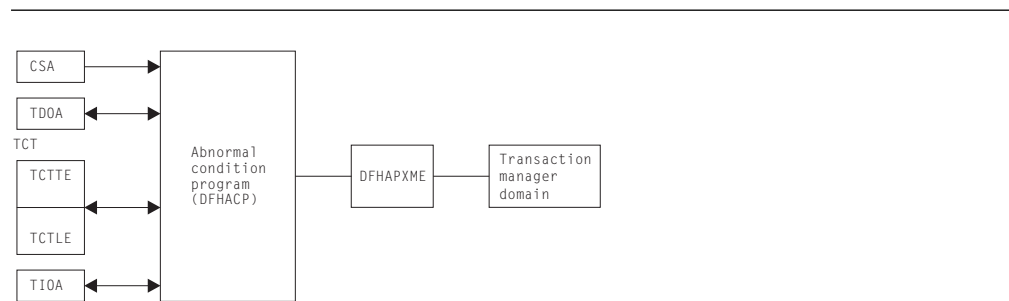 CSA
TDOA
TCT
TCTTE
TCTLE
TIOA
Abnormal
condition
program
(DFHACP)
DFHAPXME
Transaction
manager
domain